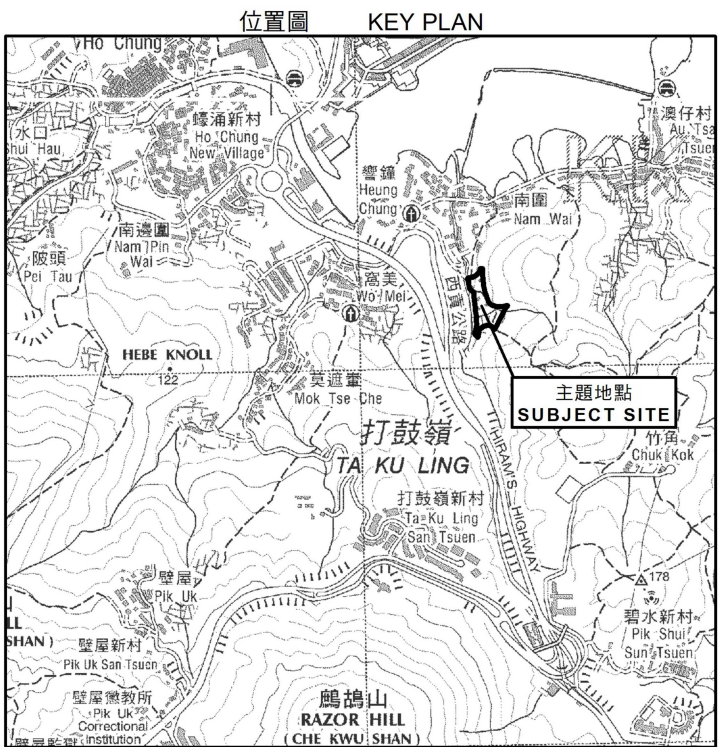 位置圖 KEY PLAN
Ho Chung
蠔涌新村
Ho Chung
New Village
水口
Shui Hau
澳仔村
Au Tsai
Tsuen
響鐘
Heung
Chung
南圍
Nam Wai
南邊圍
Nam Pin
Wai
陂頭
Pei Tau
窩美
Wo Mei
西貢公路
HEBE KNOLL
122
莫遮輋
Mok Tse Che
主題地點
SUBJECT SITE
竹角
Chuk Kok
打鼓嶺
TA KU LING
HIRAM'S HIGHWAY
打鼓嶺新村
Ta Ku Ling
San Tsuen
178
碧水新村
Pik Shui
Sun Tsuen
壁屋
Pik Uk
SHAN )
壁屋新村
Pik Uk San Tsuen
壁屋懲教所
Pik Uk
Correctional
Institution
鷓鴣山
RAZOR HILL
( CHE KWU SHAN )